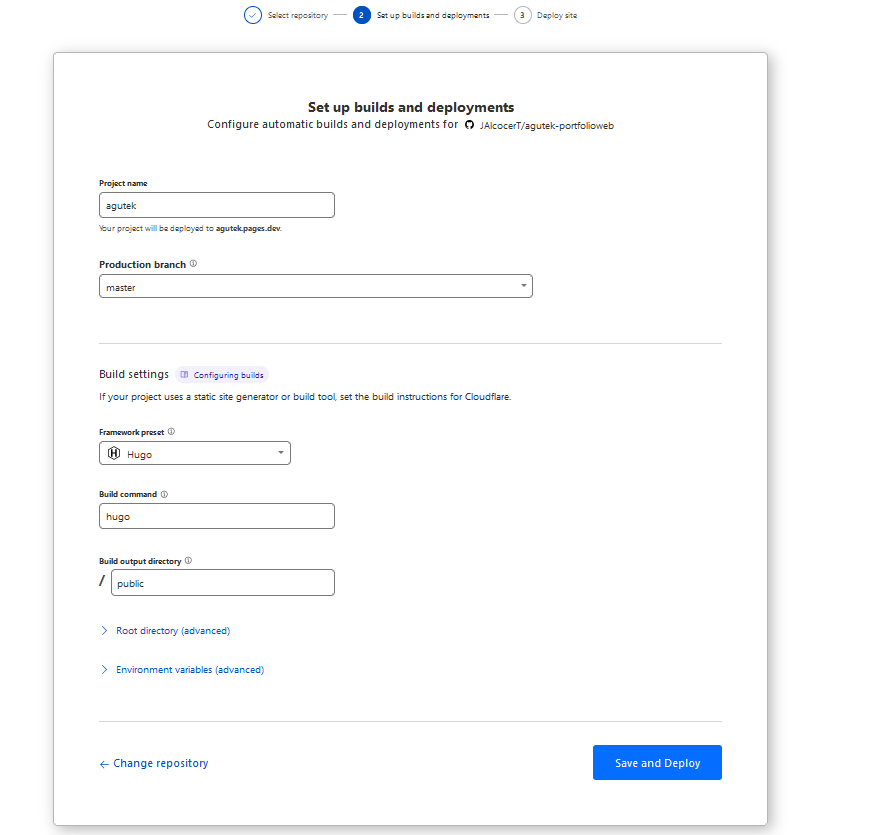 Select repository
2 Set up builds and deployments
3 Deploy site
Set up builds and deployments
Configure automatic builds and deployments for JAlcocerT/agutek-portfolioweb
Project name
agutek
Your project will be deployed to agutek.pages.dev.
Production branch
master
Build settings Configuring builds
If your project uses a static site generator or build tool, set the build instructions for Cloudflare.
Framework preset
Hugo
Build command
hugo
Build output directory
/ public
Root directory (advanced)
Environment variables (advanced)
← Change repository
Save and Deploy